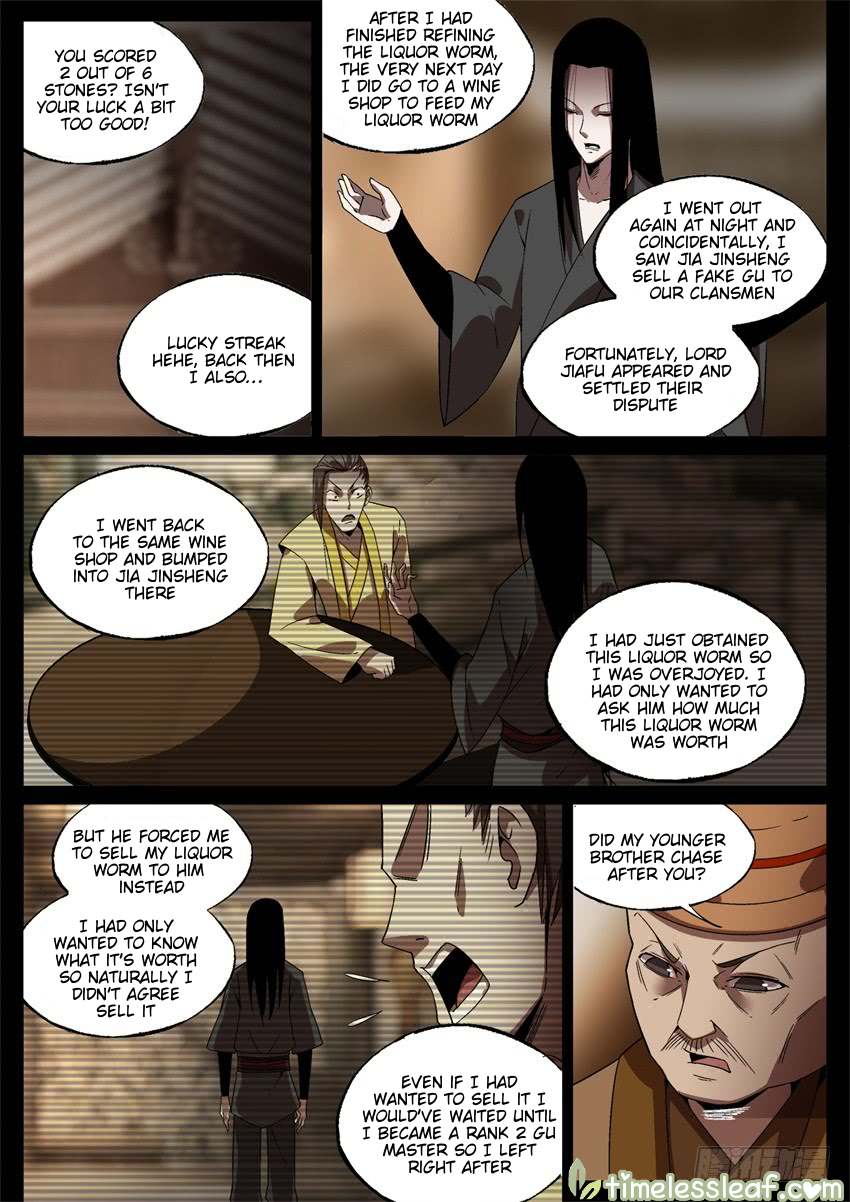 YOU SCORED
2 OUT OF 6
STONES? ISN'T
YOUR LUCK A BIT
TOO GOOD!
LUCKY STREAK
HEHE, BACK THEN
I ALSO...
AFTER I HAD
FINISHED REFINING
THE LIQUOR WORM,
THE VERY NEXT DAY
I DID GO TO A WINE
SHOP TO FEED MY
LIQUOR WORM
I WENT OUT
AGAIN AT NIGHT AND
COINCIDENTALLY, I
SAW JIA JINSHENG
SELL A FAKE GU TO
OUR CLANSMEN
FORTUNATELY, LORD
JIAFU APPEARED AND
SETTLED THEIR
DISPUTE
I WENT BACK
TO THE SAME WINE
SHOP AND BUMPED
INTO JIA JINSHENG
THERE
I HAD JUST OBTAINED
THIS LIQUOR WORM SO
I WAS OVERJOYED. I
HAD ONLY WANTED TO
ASK HIM HOW MUCH
THIS LIQUOR WORM
WAS WORTH
BUT HE FORCED ME
TO SELL MY LIQUOR
WORM TO HIM
INSTEAD
I HAD ONLY
WANTED TO KNOW
WHAT IT'S WORTH
SO NATURALLY I
DIDN'T AGREE
SELL IT
EVEN IF I HAD
WANTED TO SELL IT I
WOULD'VE WAITED UNTIL
I BECAME A RANK 2 GU
MASTER SO I LEFT
RIGHT AFTER
DID MY YOUNGER
BROTHER CHASE
AFTER YOU?
腾讯动漫
timelessleaf.com